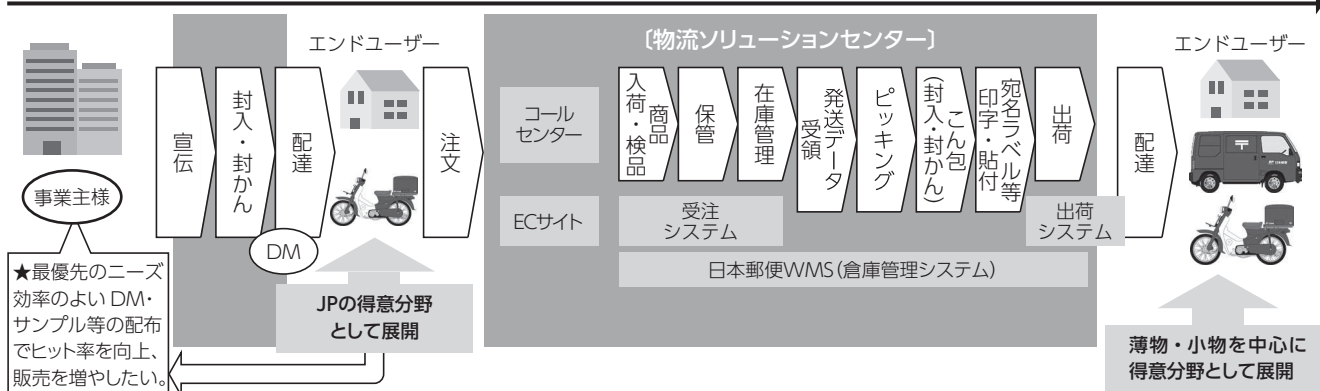 エンドユーザー
〔物流ソリューションセンター〕
エンドユーザー
事業主様
宣伝
封入・封かん
配達
DM
注文
コール
センター
ECサイト
商品
入荷・検品
保管
在庫管理
発送データ
受領
ピッキング
こん包
(封入・封かん)
宛名ラベル等
印字・貼付
出荷
配達
受注
システム
出荷
システム
日本郵便WMS(倉庫管理システム)
★最優先のニーズ
効率のよいDM・
サンプル等の配布
でヒット率を向上、
販売を増やしたい。
JPの得意分野
として展開
薄物・小物を中心に
得意分野として展開
〒